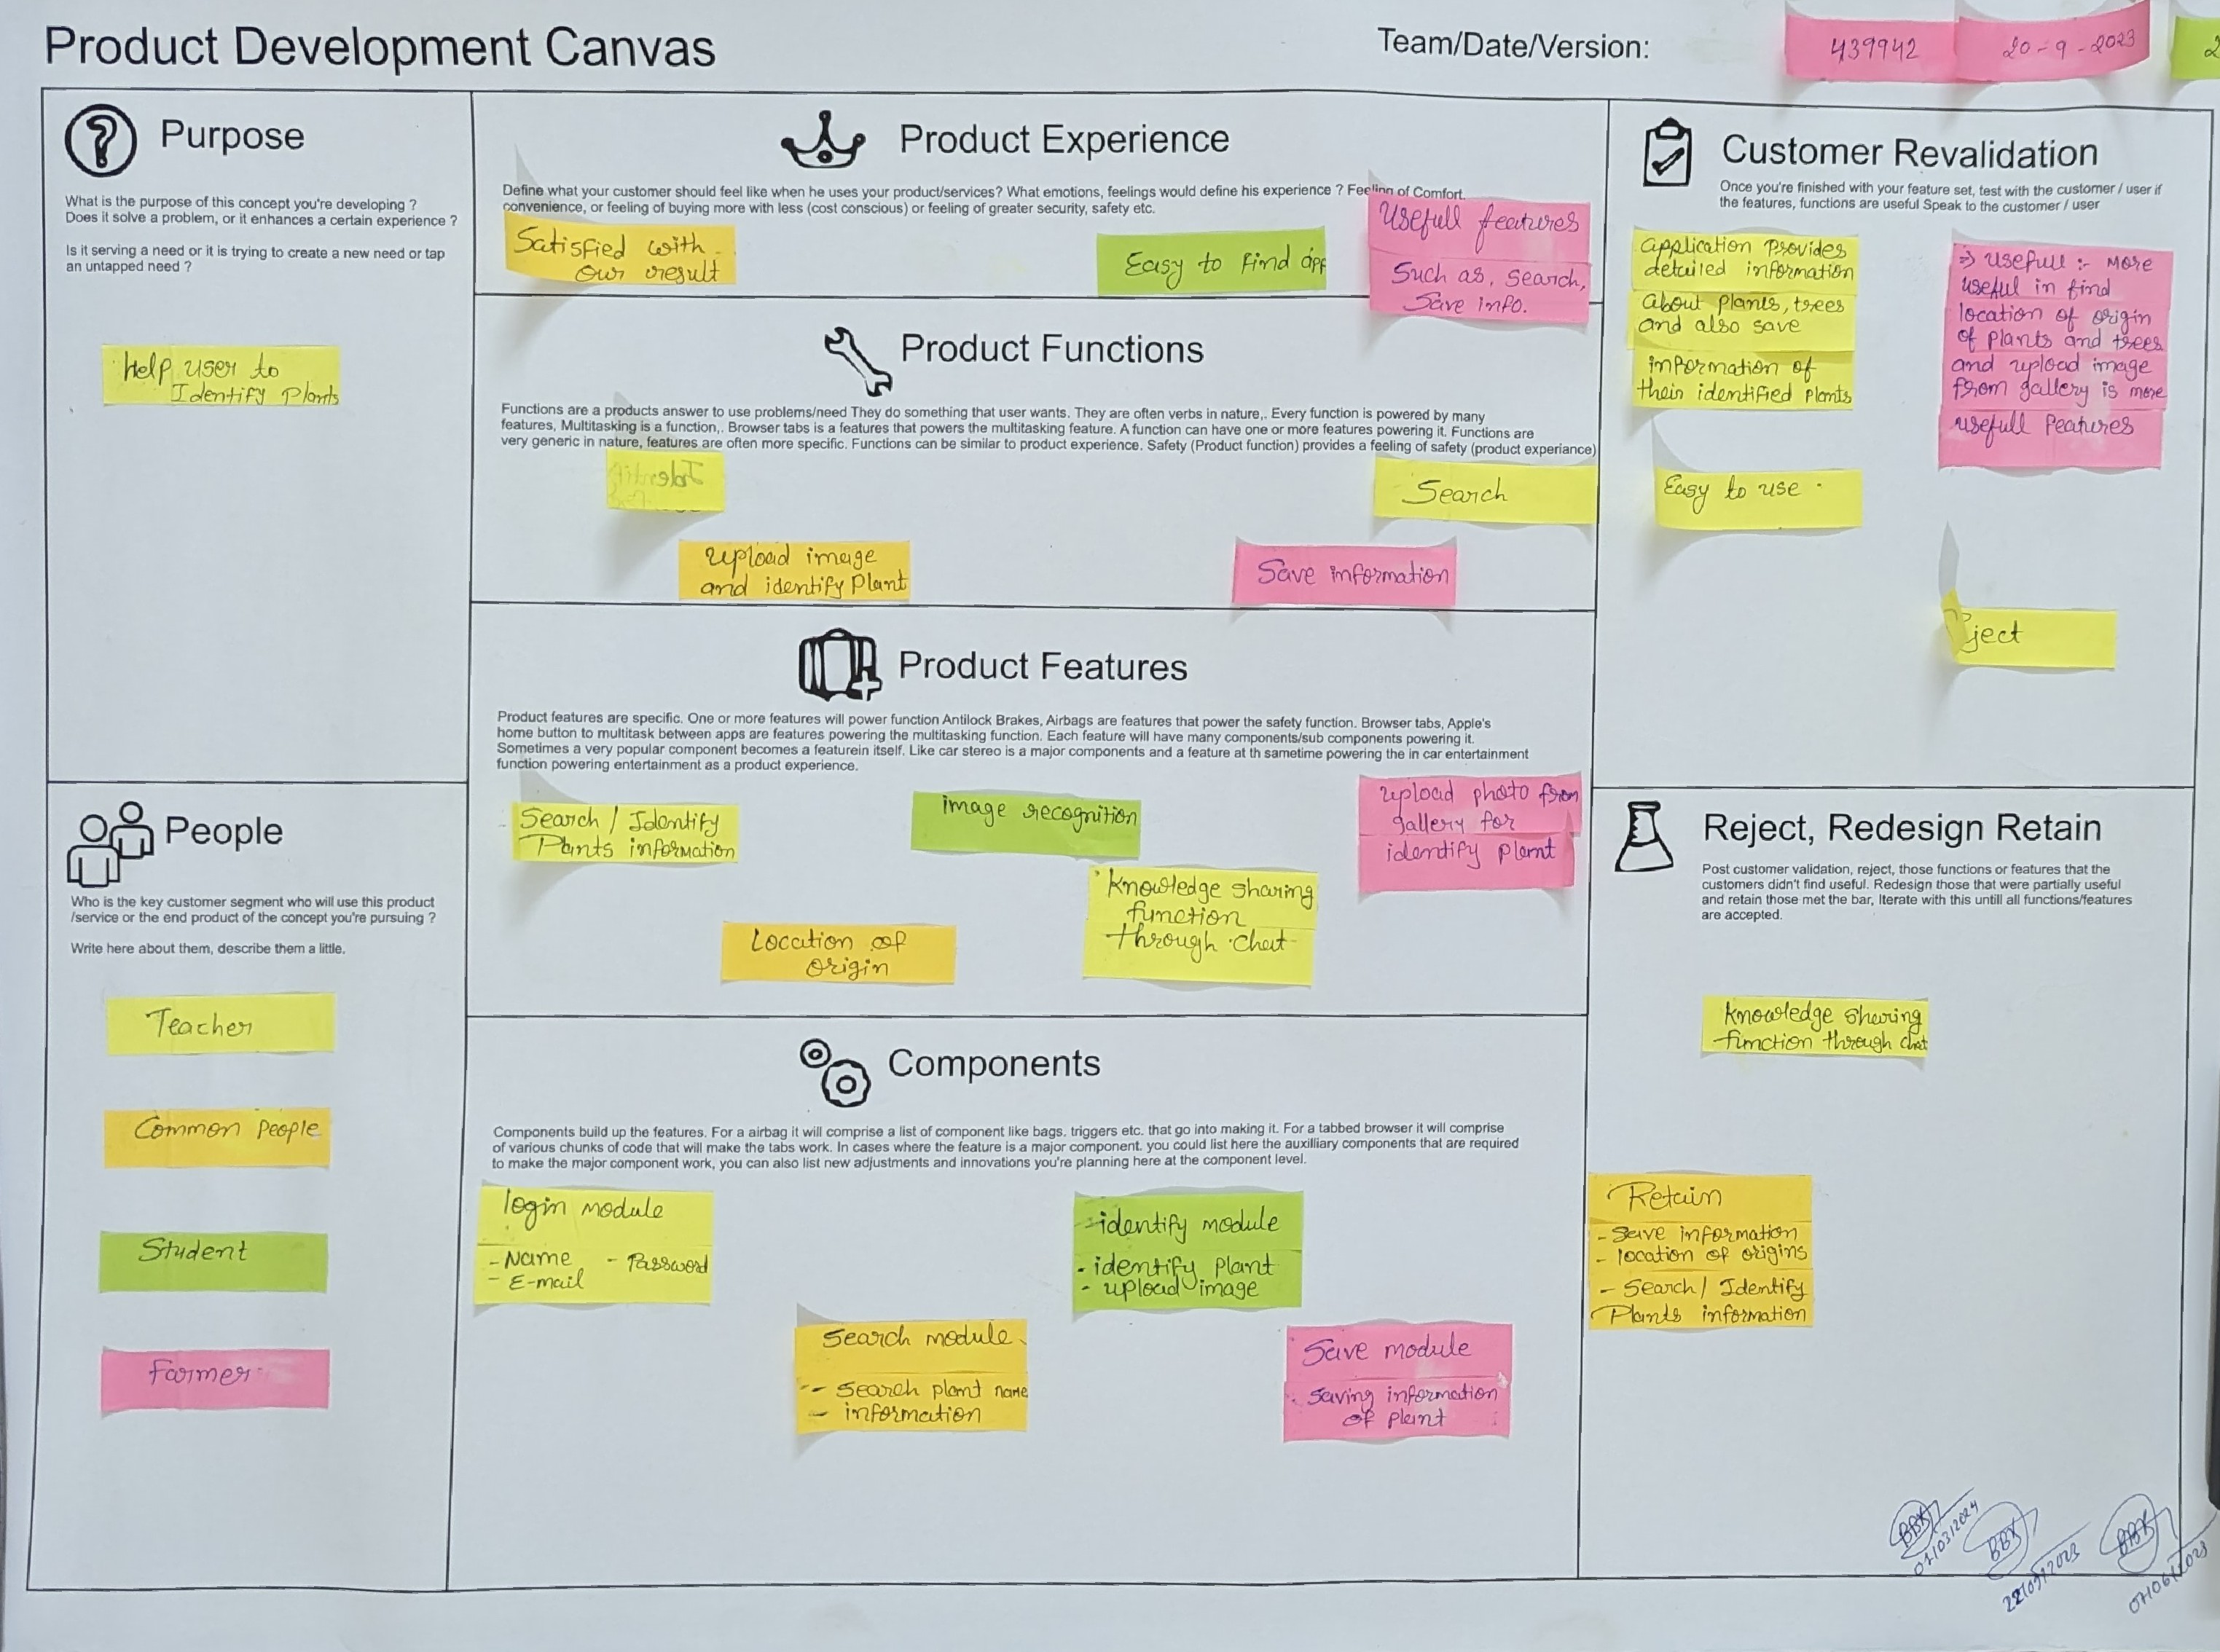 Product Development Canvas
Team/Date/Version:
439942
20-9-2023
2
Purpose
What is the purpose of this concept you're developing ?
Does it solve a problem, or it enhances a certain experience ?
Is it serving a need or it is trying to create a new need or tap
an untapped need ?
Help user to
Identify Plants
People
Who is the key customer segment who will use this product
/service or the end product of the concept you're pursuing ?
Write here about them, describe them a little.
Teacher
Common People
Student
Farmer
Product Experience
Define what your customer should feel like when he uses your product/services? What emotions, feelings would define his experience ? Feeling of Comfort.
convenience, or feeling of buying more with less (cost conscious) or feeling of greater security, safety etc.
Satisfied with
our result
Easy to find app
Usefull features
Such as, search,
Save info.
Product Functions
Functions are a products answer to use problems/need They do something that user wants. They are often verbs in nature,. Every function is powered by many
features, Multitasking is a function,. Browser tabs is a features that powers the multitasking feature. A function can have one or more features powering it. Functions are
very generic in nature, features are often more specific. Functions can be similar to product experience. Safety (Product function) provides a feeling of safety (product experiance)
Search
Upload image
and identify Plant
Save information
Product Features
Product features are specific. One or more features will power function Antilock Brakes, Airbags are features that power the safety function. Browser tabs, Apple's
home button to multitask between apps are features powering the multitasking function. Each feature will have many components/sub components powering it.
Sometimes a very popular component becomes a featurein itself. Like car stereo is a major components and a feature at th sametime powering the in car entertainment
function powering entertainment as a product experience.
Search / Identify
Plants information
image recognition
Upload photo from
gallery for
identify plant
Location of
origin
Knowledge sharing
function
through chat
Components
Components build up the features. For a airbag it will comprise a list of component like bags, triggers etc. that go into making it. For a tabbed browser it will comprise
of various chunks of code that will make the tabs work. In cases where the feature is a major component. you could list here the auxilliary components that are required
to make the major component work, you can also list new adjustments and innovations you're planning here at the component level.
login module
- Name - Password
- E-mail
identify module
- identify plant
- upload image
Search module
- search plant name
- information
Save module
saving information
of plant
Customer Revalidation
Once you're finished with your feature set, test with the customer / user if
the features, functions are useful Speak to the customer / user
application provides
detailed information
about plants, trees
and also save
information of
their identified plants
Easy to use
⇒ Usefull :- More
useful in find
location of origin
of plants and trees
and upload image
from gallery is more
usefull features
ject
Reject, Redesign Retain
Post customer validation, reject, those functions or features that the
customers didn't find useful. Redesign those that were partially useful
and retain those met the bar, Iterate with this untill all functions/features
are accepted.
Knowledge sharing
function through chat
Retain
- Save information
- location of origins
- Search / Identify
Plants information